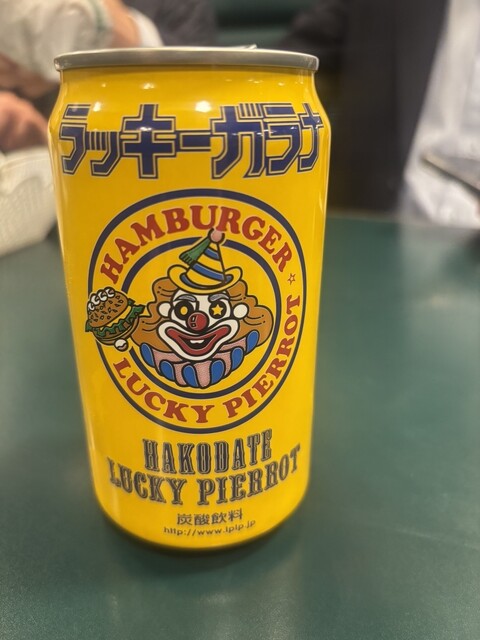 ラッキーガラナ
HAMBURGER
LUCKY PIERROT
HAKODATE
LUCKY PIERROT
炭酸飲料
http://www.lplp.jp